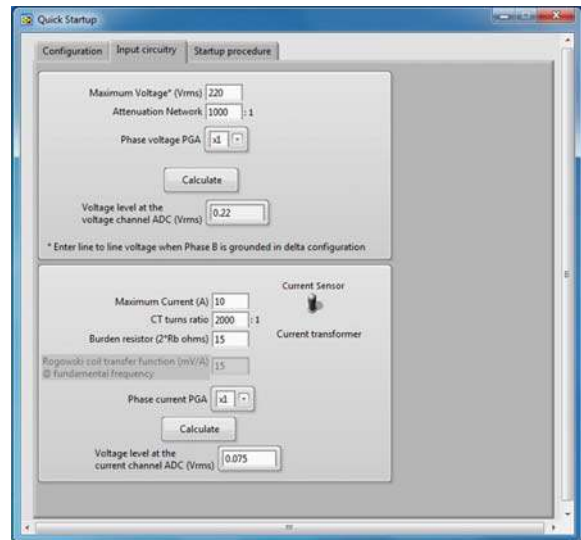 Quick Startup
Configuration Input circuitry Startup procedure
Maximum Voltage* (Vrms) 220
Attenuation Network 1000 : 1
Phase voltage PGA x1
Calculate
Voltage level at the
voltage channel ADC (Vrms) 0.22
* Enter line to line voltage when Phase B is grounded in delta configuration
Current Sensor
Maximum Current (A) 10
CT turns ratio 2000 : 1
Burden resistor (2*Rb ohms) 15
Current transformer
Rogowski coil transfer function (mV/A)
@ fundamental frequency 15
Phase current PGA x1
Calculate
Voltage level at the
current channel ADC (Vrms) 0.075